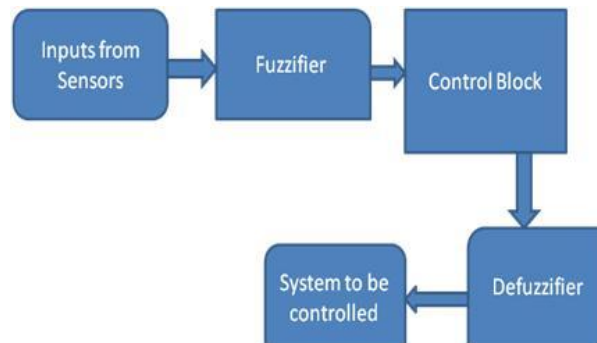 Inputs from
Sensors
Fuzzifier
Control Block
System to be
controlled
Defuzzifier